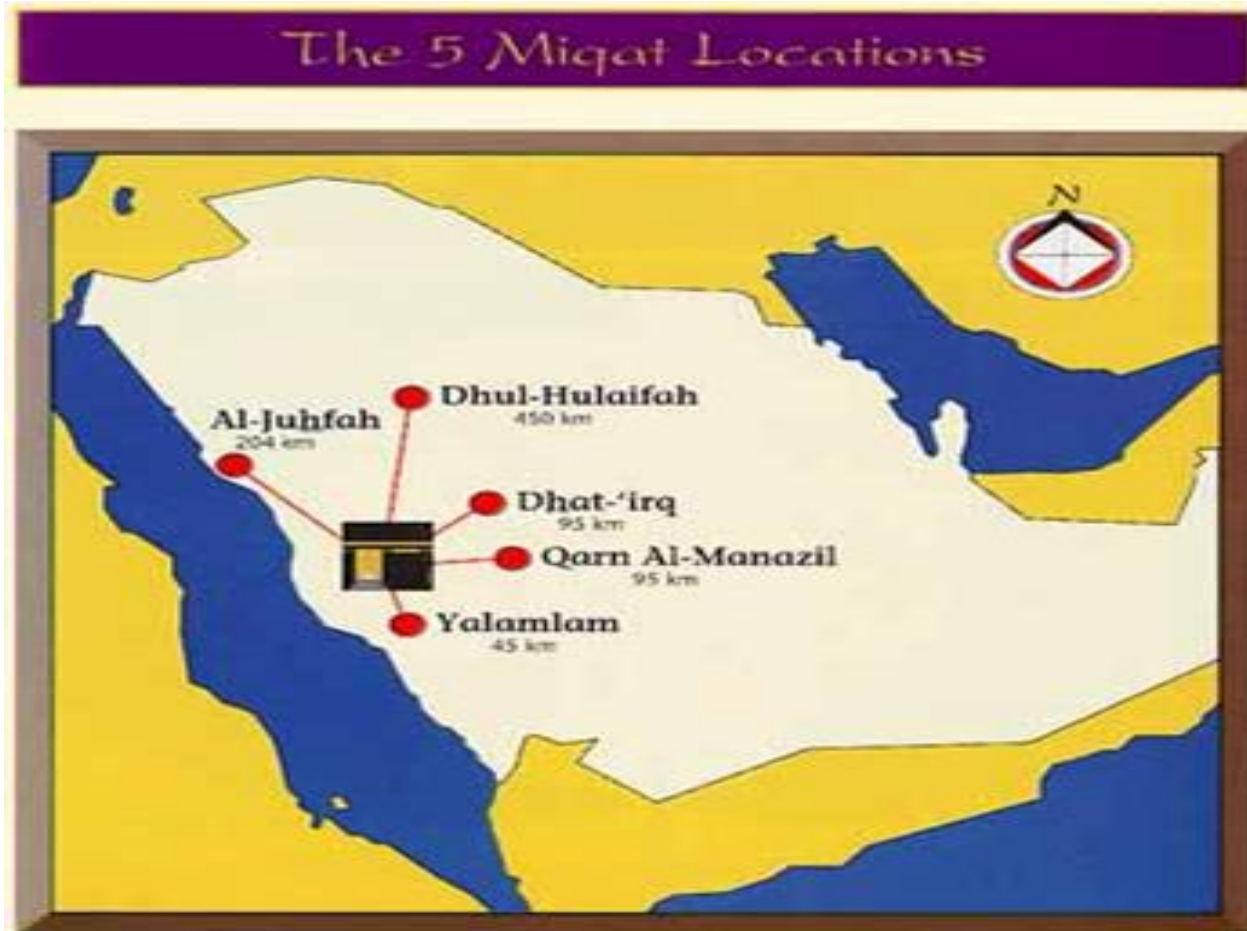 The 5 Miqat Locations
N
Dhul-Hulaifah
450 km
Al-Juhfah
204 km
Dhat-‘irq
95 km
Qarn Al-Manazil
95 km
Yalamlam
45 km